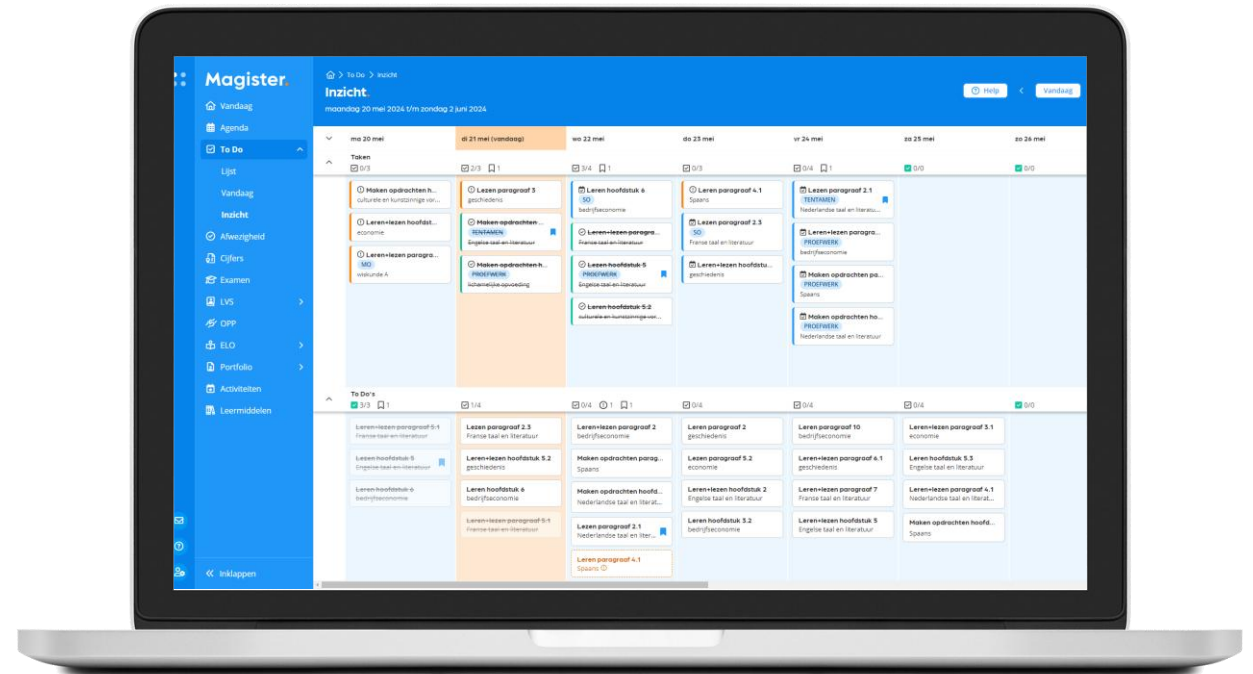 Magister.
Vandaag
Agenda
To Do
Lijst
Vandaag
Inzicht
Afwezigheid
Cijfers
Examen
LVS
OPP
ELO
Portfolio
Activiteiten
Leermiddelen
Inklappen
To Do > Inzicht
Inzicht.
maandag 20 mei 2024 t/m zondag 2 juni 2024
Help
< Vandaag
ma 20 mei
di 21 mei (vandaag)
wo 22 mei
do 23 mei
vr 24 mei
za 25 mei
zo 26 mei
Taken
0/3
2/3 1
3/4 1
0/3
0/4 1
0/0
0/0
Maken opdrachten h...
culturele en kunstzinnige vor...
Leren+lezen hoofdst...
economie
Leren+lezen paragra...
MO
wiskunde A
Lezen paragraaf 3
geschiedenis
Maken opdrachten ...
TENTAMEN
Engelse taal en literatuur
Maken opdrachten h...
PROEFWERK
lichamelijke opvoeding
Leren hoofdstuk 6
SO
bedrijfseconomie
Leren+lezen paragra...
Franse taal en literatuur
Lezen hoofdstuk 5
PROEFWERK
Engelse taal en literatuur
Leren hoofdstuk 5.2
culturele en kunstzinnige vor...
Leren paragraaf 4.1
Spaans
Lezen paragraaf 2.3
SO
Franse taal en literatuur
Leren+lezen hoofdstu...
geschiedenis
Lezen paragraaf 2.1
TENTAMEN
Nederlandse taal en literatu...
Leren+lezen paragra...
PROEFWERK
bedrijfseconomie
Maken opdrachten pa...
PROEFWERK
Spaans
Maken opdrachten ho...
PROEFWERK
Nederlandse taal en literatuur
To Do's
3/3 1
1/4
0/4 1 1
0/4
0/4
0/4
0/0
Leren+lezen paragraaf 5.1
Franse taal en literatuur
Lezen hoofdstuk 5
Engelse taal en literatuur
Leren hoofdstuk 6
bedrijfseconomie
Lezen paragraaf 2.3
Franse taal en literatuur
Leren+lezen hoofdstuk 5.2
geschiedenis
Leren hoofdstuk 6
bedrijfseconomie
Leren+lezen paragraaf 5.1
Franse taal en literatuur
Leren+lezen paragraaf 2
bedrijfseconomie
Maken opdrachten parag...
Spaans
Maken opdrachten hoofd...
Nederlandse taal en literat...
Lezen paragraaf 2.1
Nederlandse taal en liter...
Leren paragraaf 4.1
Spaans
Leren paragraaf 2
geschiedenis
Lezen paragraaf 5.2
economie
Leren+lezen hoofdstuk 2
Engelse taal en literatuur
Leren hoofdstuk 3.2
bedrijfseconomie
Leren paragraaf 10
bedrijfseconomie
Leren+lezen paragraaf 4.1
geschiedenis
Leren+lezen paragraaf 7
Franse taal en literatuur
Leren+lezen hoofdstuk 5
Engelse taal en literatuur
Leren+lezen paragraaf 3.1
economie
Leren hoofdstuk 5.3
Engelse taal en literatuur
Leren+lezen paragraaf 4.1
Nederlandse taal en literat...
Maken opdrachten hoofd...
Spaans